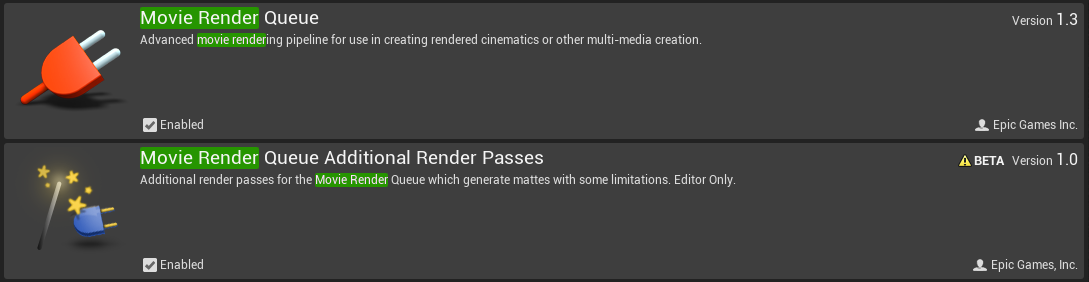 Movie Render Queue
Version 1.3
Advanced movie rendering pipeline for use in creating rendered cinematics or other multi-media creation.
Enabled
Epic Games Inc.
Movie Render Queue Additional Render Passes
BETA Version 1.0
Additional render passes for the Movie Render Queue which generate mattes with some limitations. Editor Only.
Enabled
Epic Games, Inc.